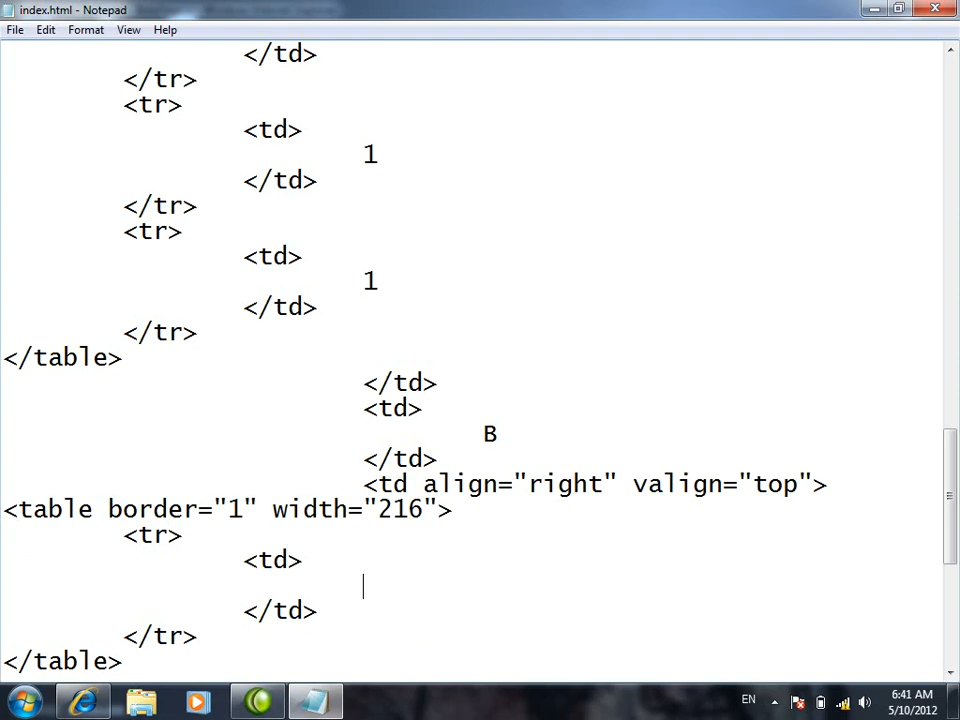 index.html - Notepad
File Edit Format View Help
</td>
</tr>
<tr>
<td>
1
</td>
</tr>
<tr>
<td>
1
</td>
</tr>
</table>
</td>
<td>
B
</td>
<td align="right" valign="top">
<table border="1" width="216">
<tr>
<td>
</td>
</tr>
</table>
EN
6:41 AM
5/10/2012